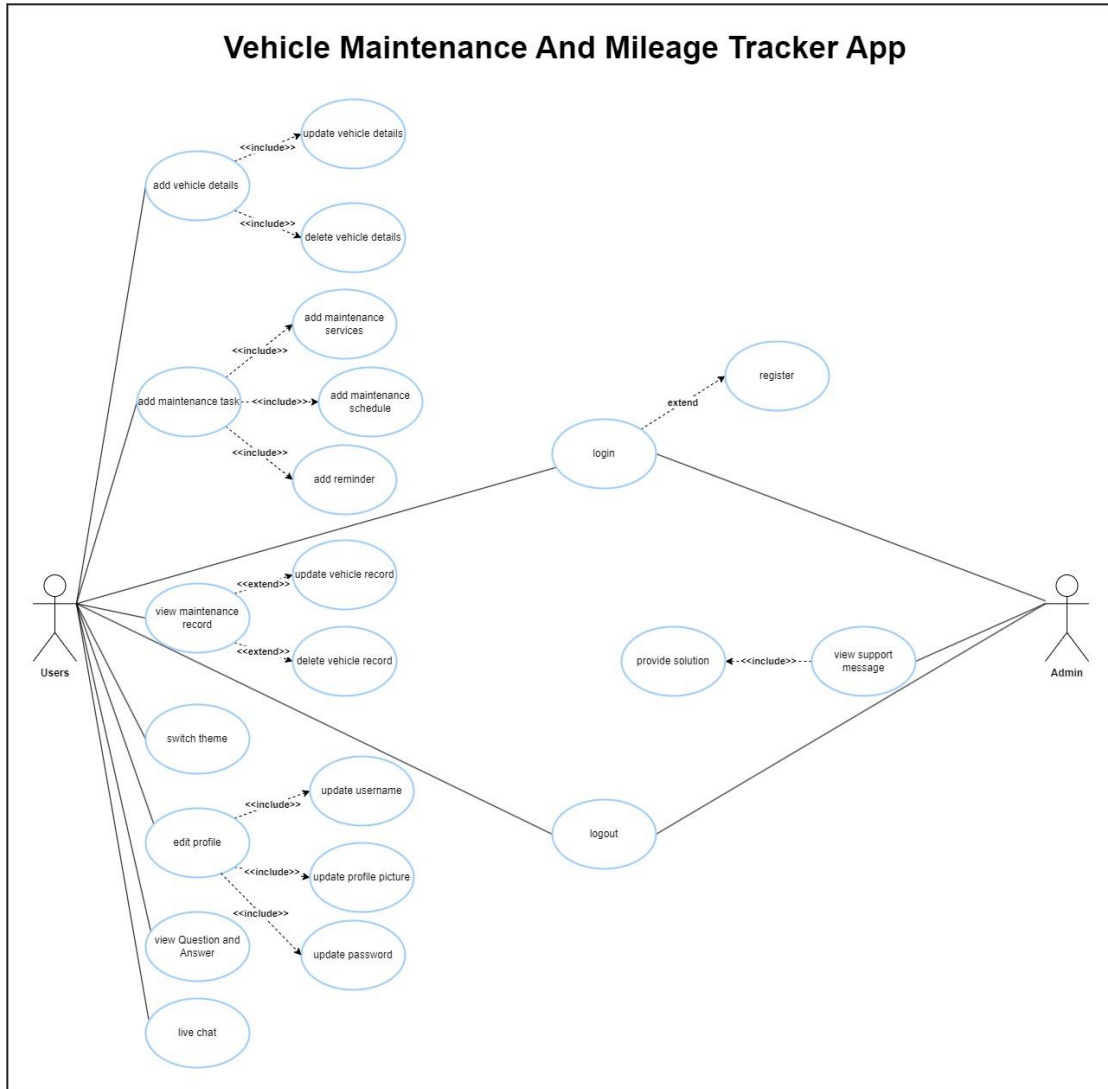 Vehicle Maintenance And Mileage Tracker App
update vehicle details
<<include>>
add vehicle details
<<include>>
delete vehicle details
add maintenance
services
<<include>>
add maintenance task
<<include>>
add maintenance
schedule
<<include>>
add reminder
register
extend
login
<<extend>>
update vehicle record
view maintenance
record
<<extend>>
delete vehicle record
Users
provide solution
<<include>>
view support
message
Admin
switch theme
update username
<<include>>
edit profile
<<include>>
update profile picture
<<include>>
update password
logout
view Question and
Answer
live chat